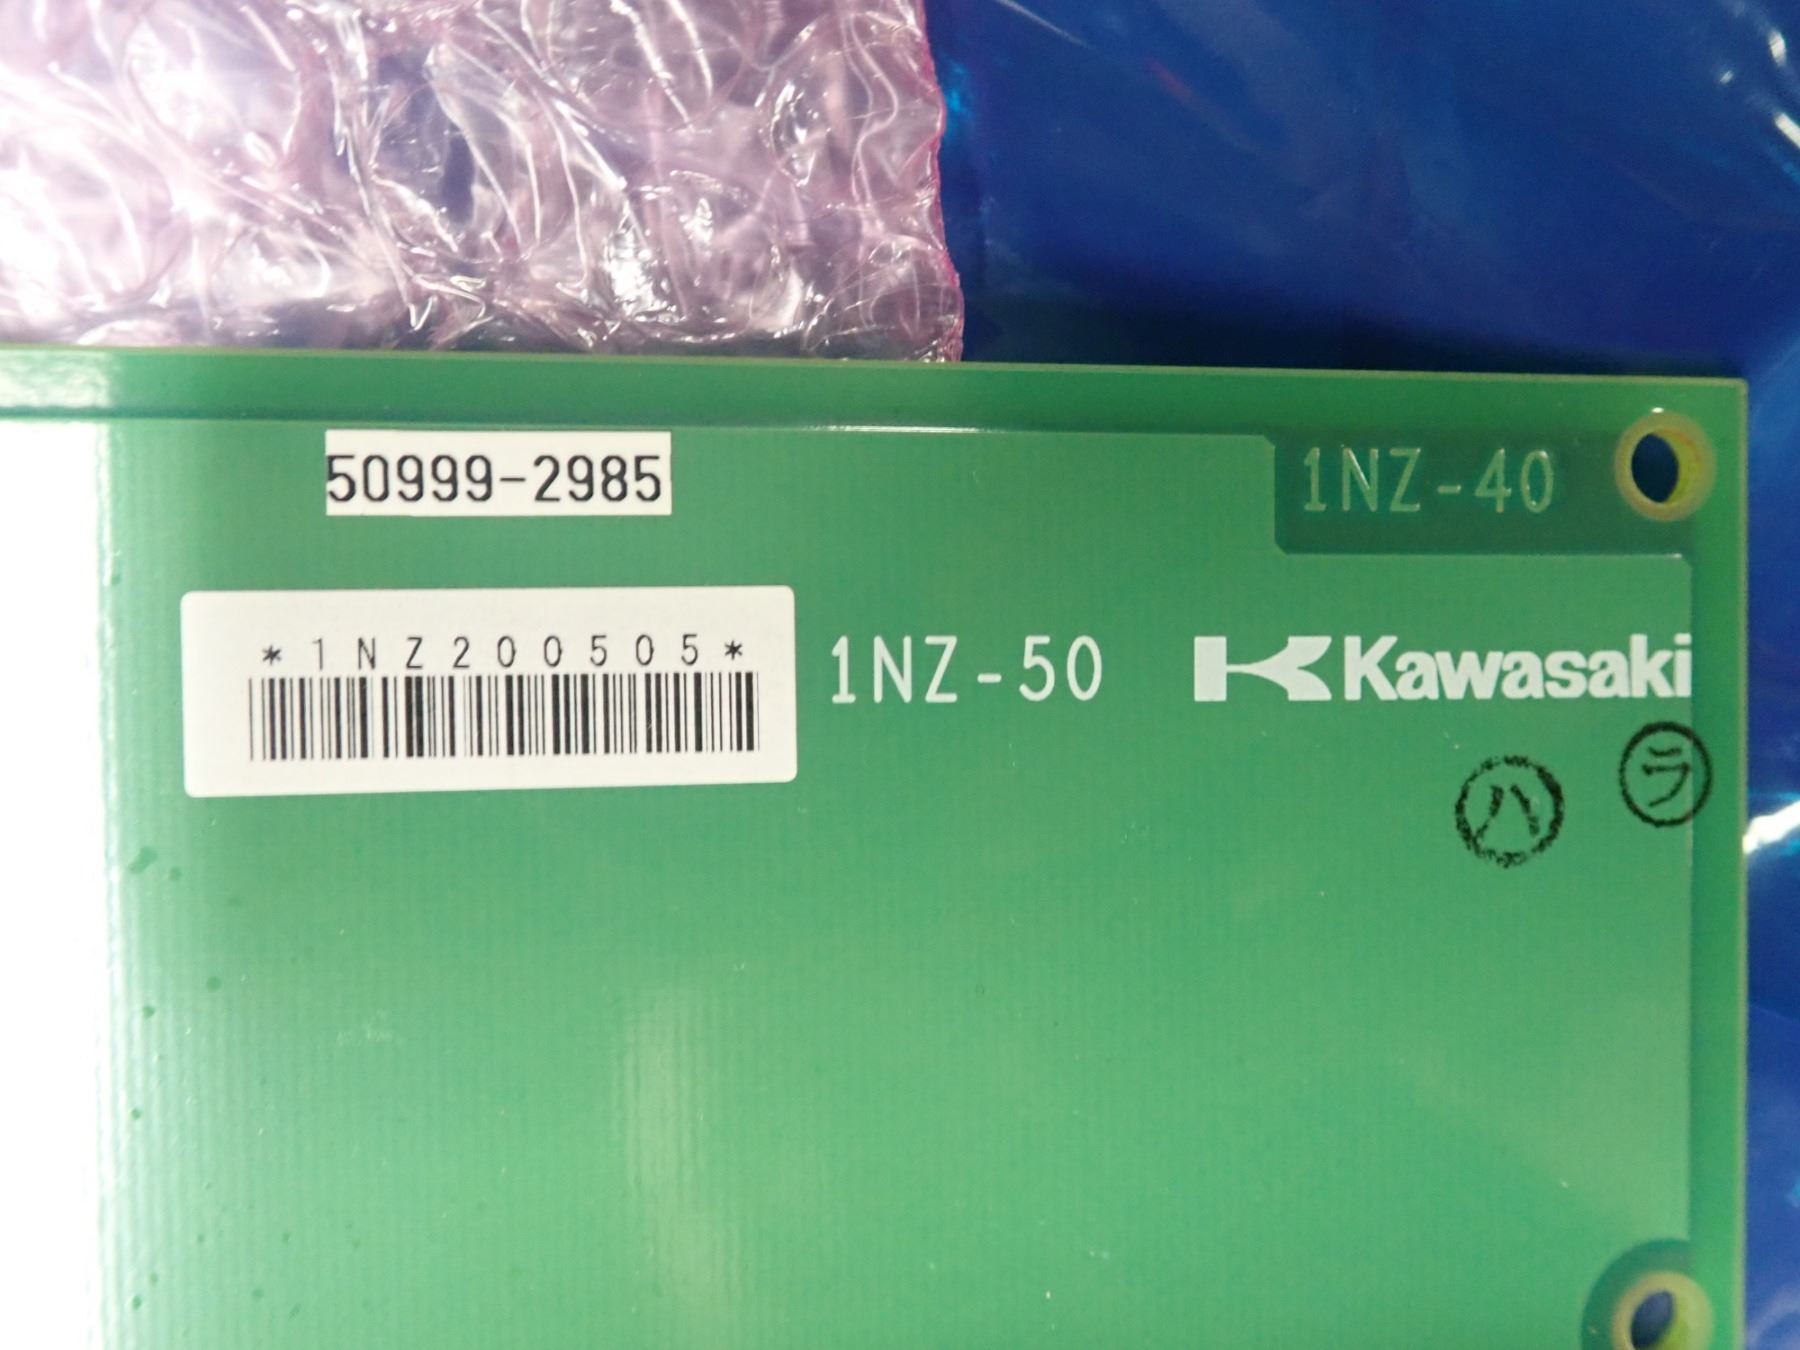 50999-2985
1NZ-40
*1NZ200505*
1NZ-50
Kawasaki
ハ
ラ